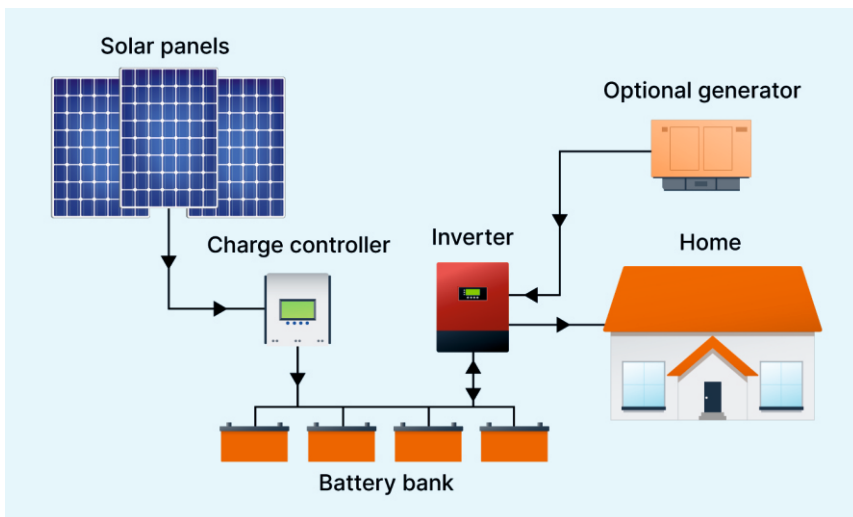 Solar panels
Optional generator
Charge controller
Inverter
Home
Battery bank